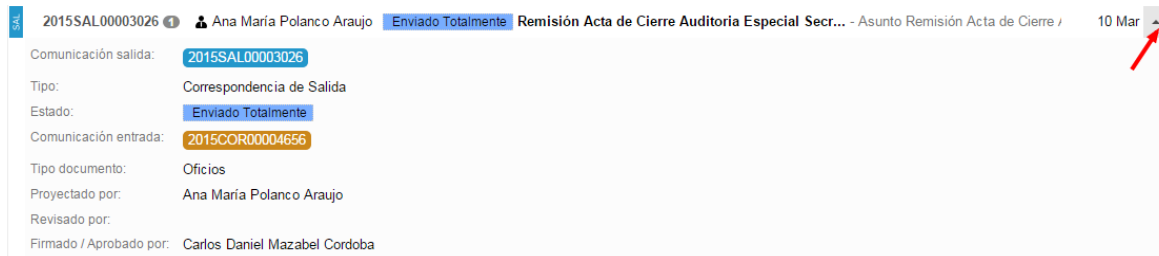 SAL 2015SAL00003026 1 Ana María Polanco Araujo Enviado Totalmente Remisión Acta de Cierre Auditoria Especial Secr... - Asunto Remisión Acta de Cierre 10 Mar
Comunicación salida: 2015SAL00003026
Tipo: Correspondencia de Salida
Estado: Enviado Totalmente
Comunicación entrada: 2015COR00004656
Tipo documento: Oficios
Proyectado por: Ana María Polanco Araujo
Revisado por:
Firmado / Aprobado por: Carlos Daniel Mazabel Cordoba